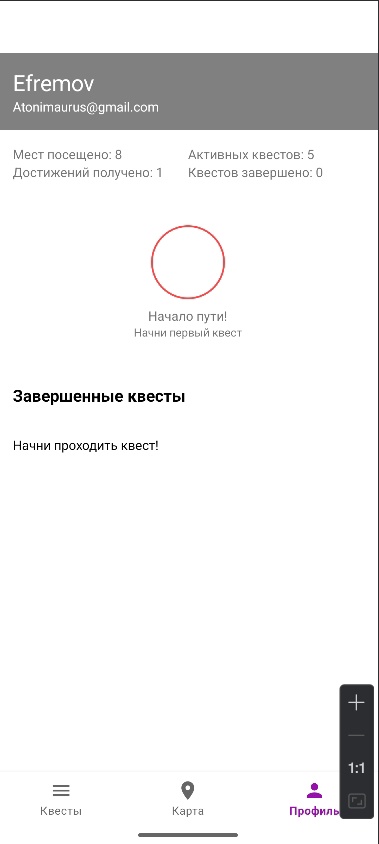 Efremov
Atonimaurus@gmail.com
Мест посещено: 8
Активных квестов: 5
Достижений получено: 1
Квестов завершено: 0
Начало пути!
Начни первый квест
Завершенные квесты
Начни проходить квест!
1:1
Квесты
Карта
Профиль